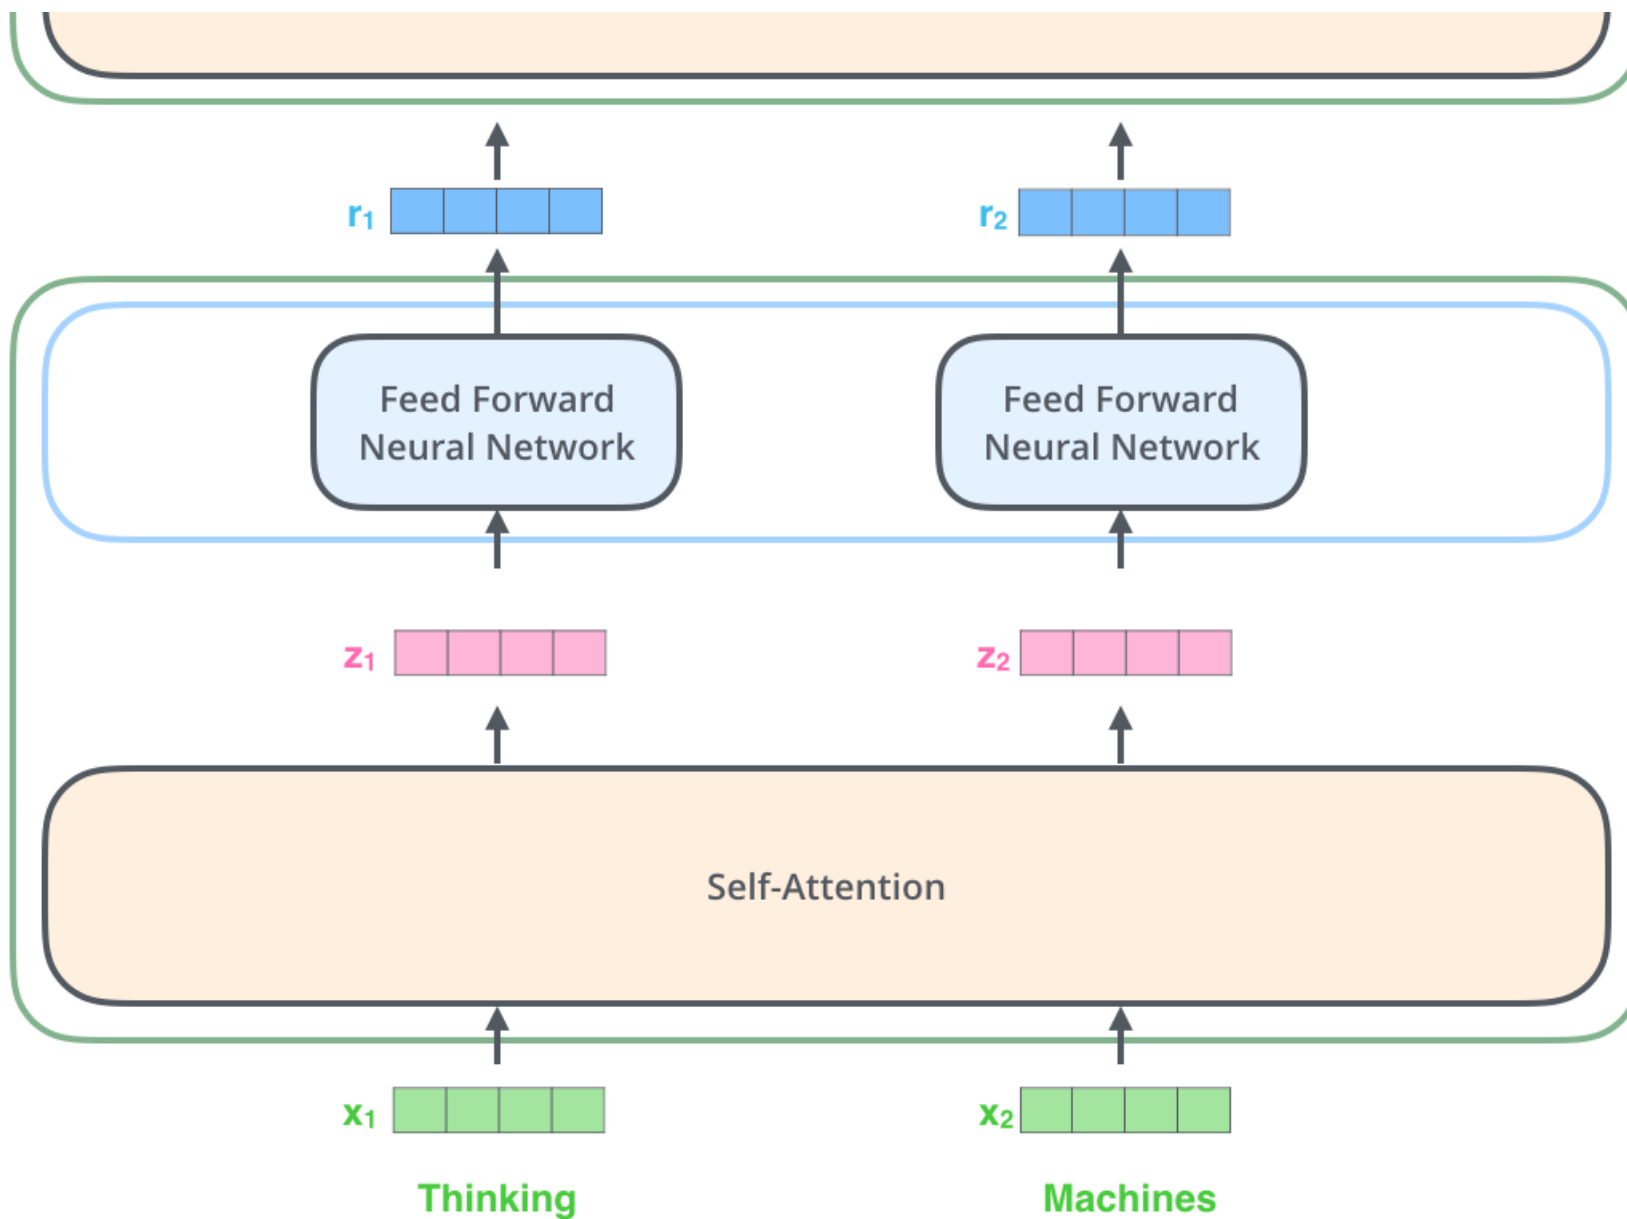 r₁
r₂
Feed Forward
Neural Network
Feed Forward
Neural Network
z₁
z₂
Self-Attention
x₁
x₂
Thinking
Machines